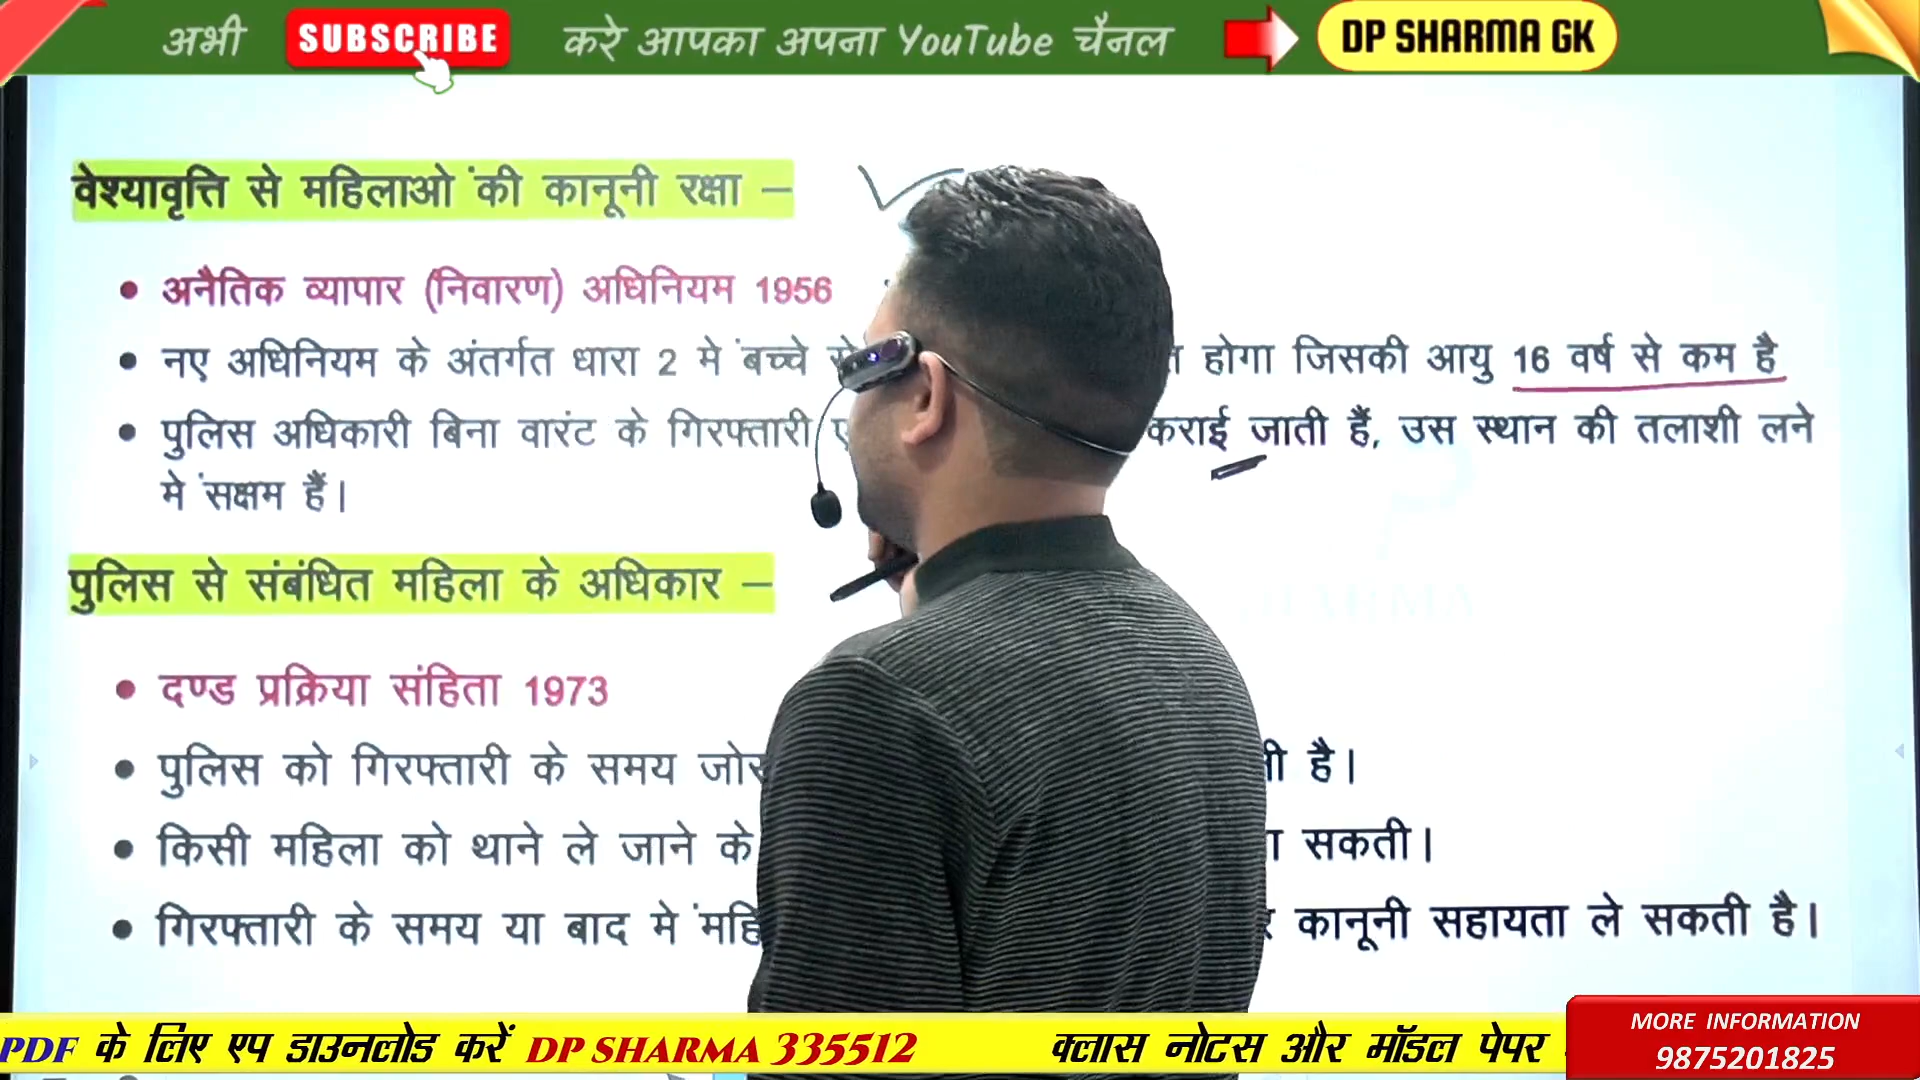 अभी SUBSCRIBE करे आपका अपना YouTube चैनल DP SHARMA GK
वेश्यावृत्ति से महिलाओं की कानूनी रक्षा –
• अनैतिक व्यापार (निवारण) अधिनियम 1956
• नए अधिनियम के अंतर्गत धारा 2 में बच्चे होगा जिसकी आयु 16 वर्ष से कम है
• पुलिस अधिकारी बिना वारंट के गिरफ्तारी कराई जाती हैं, उस स्थान की तलाशी लने
में सक्षम हैं।
पुलिस से संबंधित महिला के अधिकार –
• दण्ड प्रक्रिया संहिता 1973
• पुलिस को गिरफ्तारी के समय है।
• किसी महिला को थाने ले जाने के सकती।
• गिरफ्तारी के समय या बाद में कानूनी सहायता ले सकती है।
PDF के लिए एप डाउनलोड करें DP SHARMA 335512 क्लास नोटस और मॉडल पेपर
MORE INFORMATION
9875201825